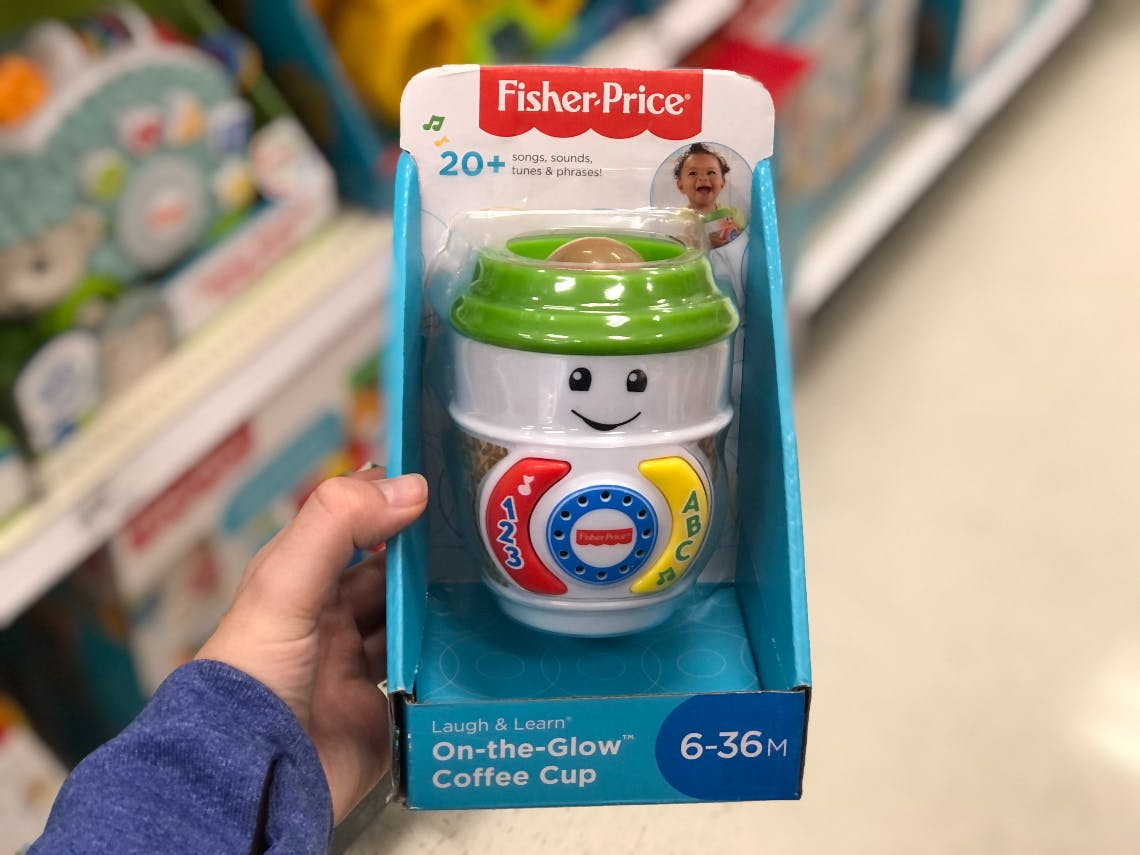 Fisher-Price®
20+ songs, sounds,
tunes & phrases!
123
ABC
Fisher-Price®
Laugh & Learn®
On-the-Glow™
Coffee Cup
6-36M